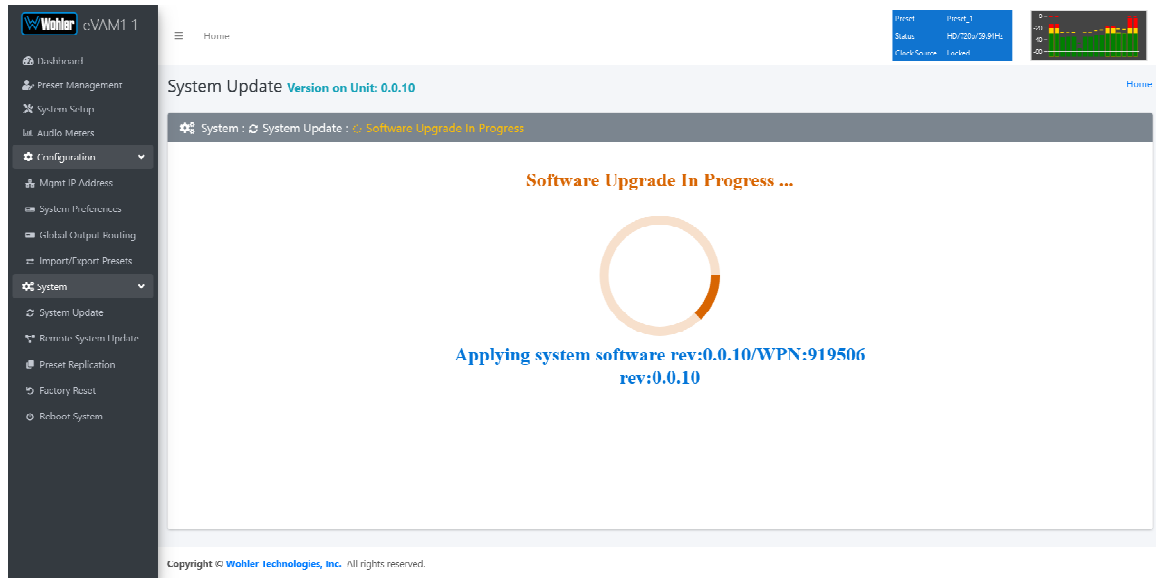 Wohler eVAM1 1
Dashboard
Preset Management
System Setup
Audio Meters
Configuration
Mgmt IP Address
System Preferences
Global Output Routing
Import/Export Presets
System
System Update
Remote System Update
Preset Replication
Factory Reset
Reboot System
Home
Preset Preset_1
Status HD/720p/59.94Hz
Clock Source Locked
0
-20
-40
-60
System Update Version on Unit: 0.0.10
Home
System : System Update : Software Upgrade In Progress
Software Upgrade In Progress ...
Applying system software rev:0.0.10/WPN:919506
rev:0.0.10
Copyright © Wohler Technologies, Inc. All rights reserved.